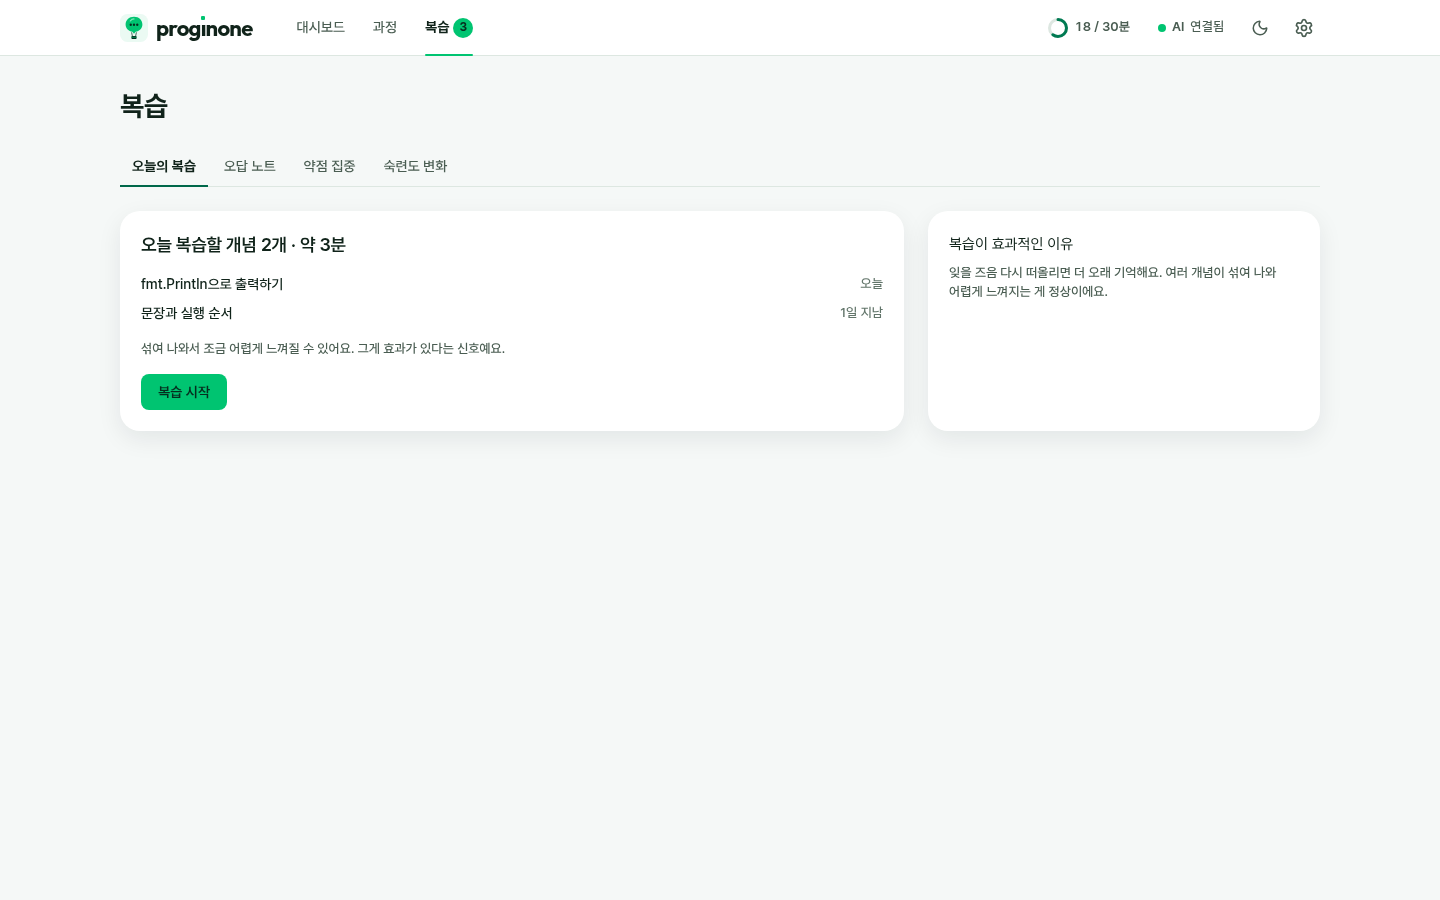 proginone
대시보드
과정
복습 3
18 / 30분
AI 연결됨
복습
오늘의 복습
오답 노트
약점 집중
숙련도 변화
오늘 복습할 개념 2개 · 약 3분
fmt.Println으로 출력하기
오늘
문장과 실행 순서
1일 지남
섞여 나와서 조금 어렵게 느껴질 수 있어요. 그게 효과가 있다는 신호예요.
복습 시작
복습이 효과적인 이유
잊을 즈음 다시 떠올리면 더 오래 기억해요. 여러 개념이 섞여 나와
어렵게 느껴지는 게 정상이에요.